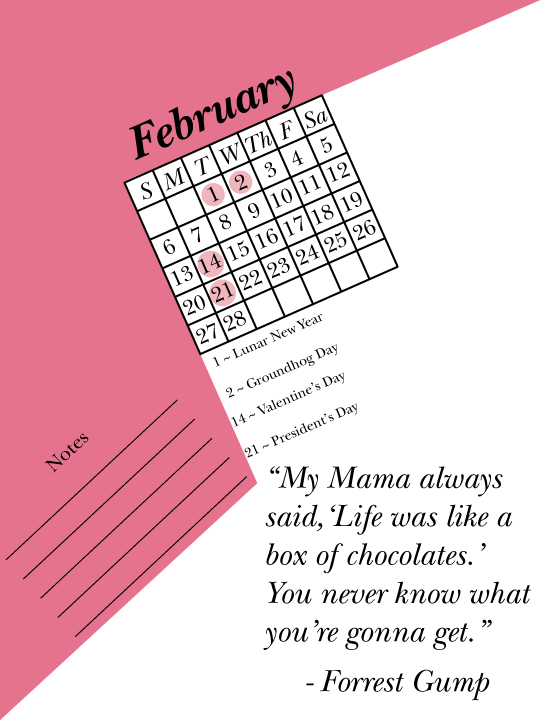 February
S M T W Th F Sa
1 2 3 4 5
6 7 8 9 10 11 12
13 14 15 16 17 18 19
20 21 22 23 24 25 26
27 28
1 ~ Lunar New Year
2 ~ Groundhog Day
14 ~ Valentine's Day
21 ~ President's Day
Notes
“My Mama always
said, ‘Life was like a
box of chocolates.’
You never know what
you’re gonna get.”
- Forrest Gump